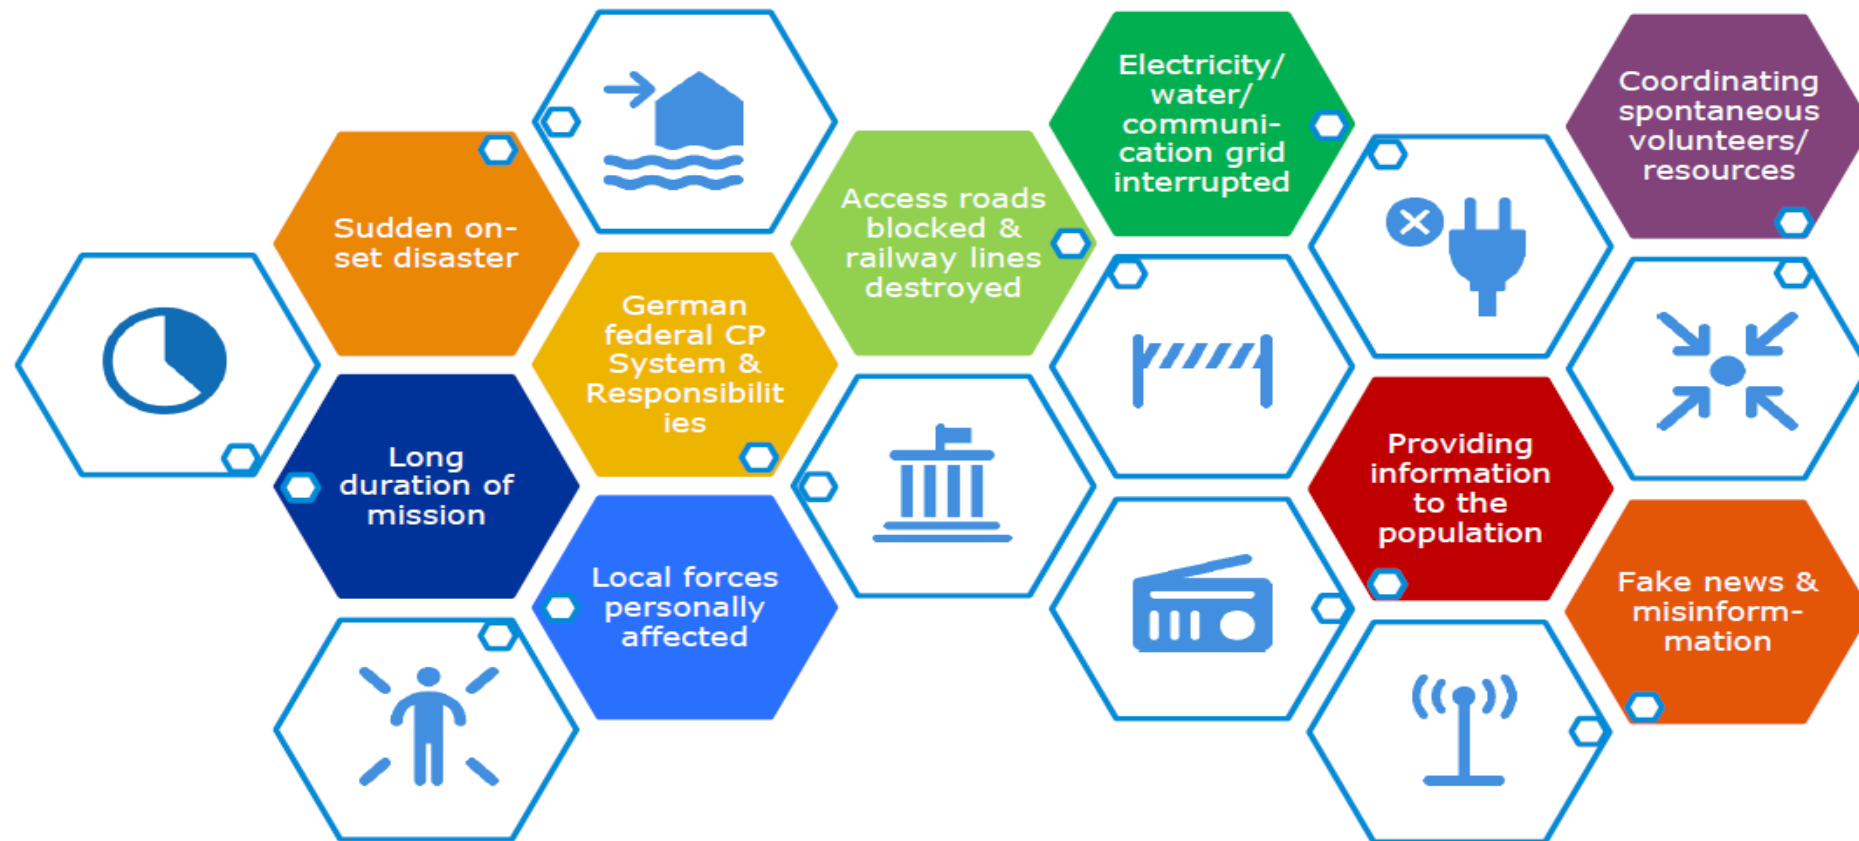 Sudden on-
set disaster
Long
duration of
mission
German
federal CP
System &
Responsibilit
ies
Local forces
personally
affected
Access roads
blocked &
railway lines
destroyed
Electricity/
water/
communi-
cation grid
interrupted
Providing
information
to the
population
Coordinating
spontaneous
volunteers/
resources
Fake news &
misinform-
mation